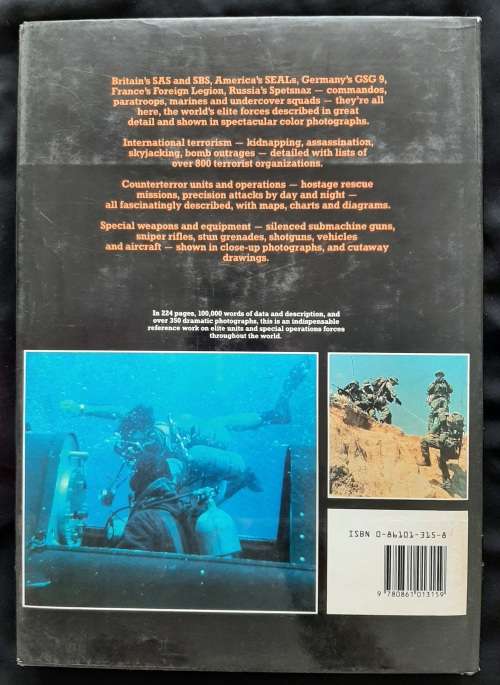 Britain's SAS and SBS, America's SEALs, Germany's GSG 9,
France's Foreign Legion, Russia's Spetsnaz — commandos,
paratroops, marines and undercover squads — they're all
here, the world's elite forces described in great
detail and shown in spectacular color photographs.
International terrorism — kidnapping, assassination,
skyjacking, bomb outrages — detailed with lists of
over 800 terrorist organizations.
Counterterror units and operations — hostage rescue
missions, precision attacks by day and night —
all fascinatingly described, with maps, charts and diagrams.
Special weapons and equipment — silenced submachine guns,
sniper rifles, stun grenades, shotguns, vehicles
and aircraft — shown in close-up photographs, and cutaway
drawings.
In 224 pages, 100,000 words of data and description, and
over 350 dramatic photographs, this is an indispensable
reference work on elite units and special operations forces
throughout the world.
ISBN 0-86101-315-8
9 780861 013159